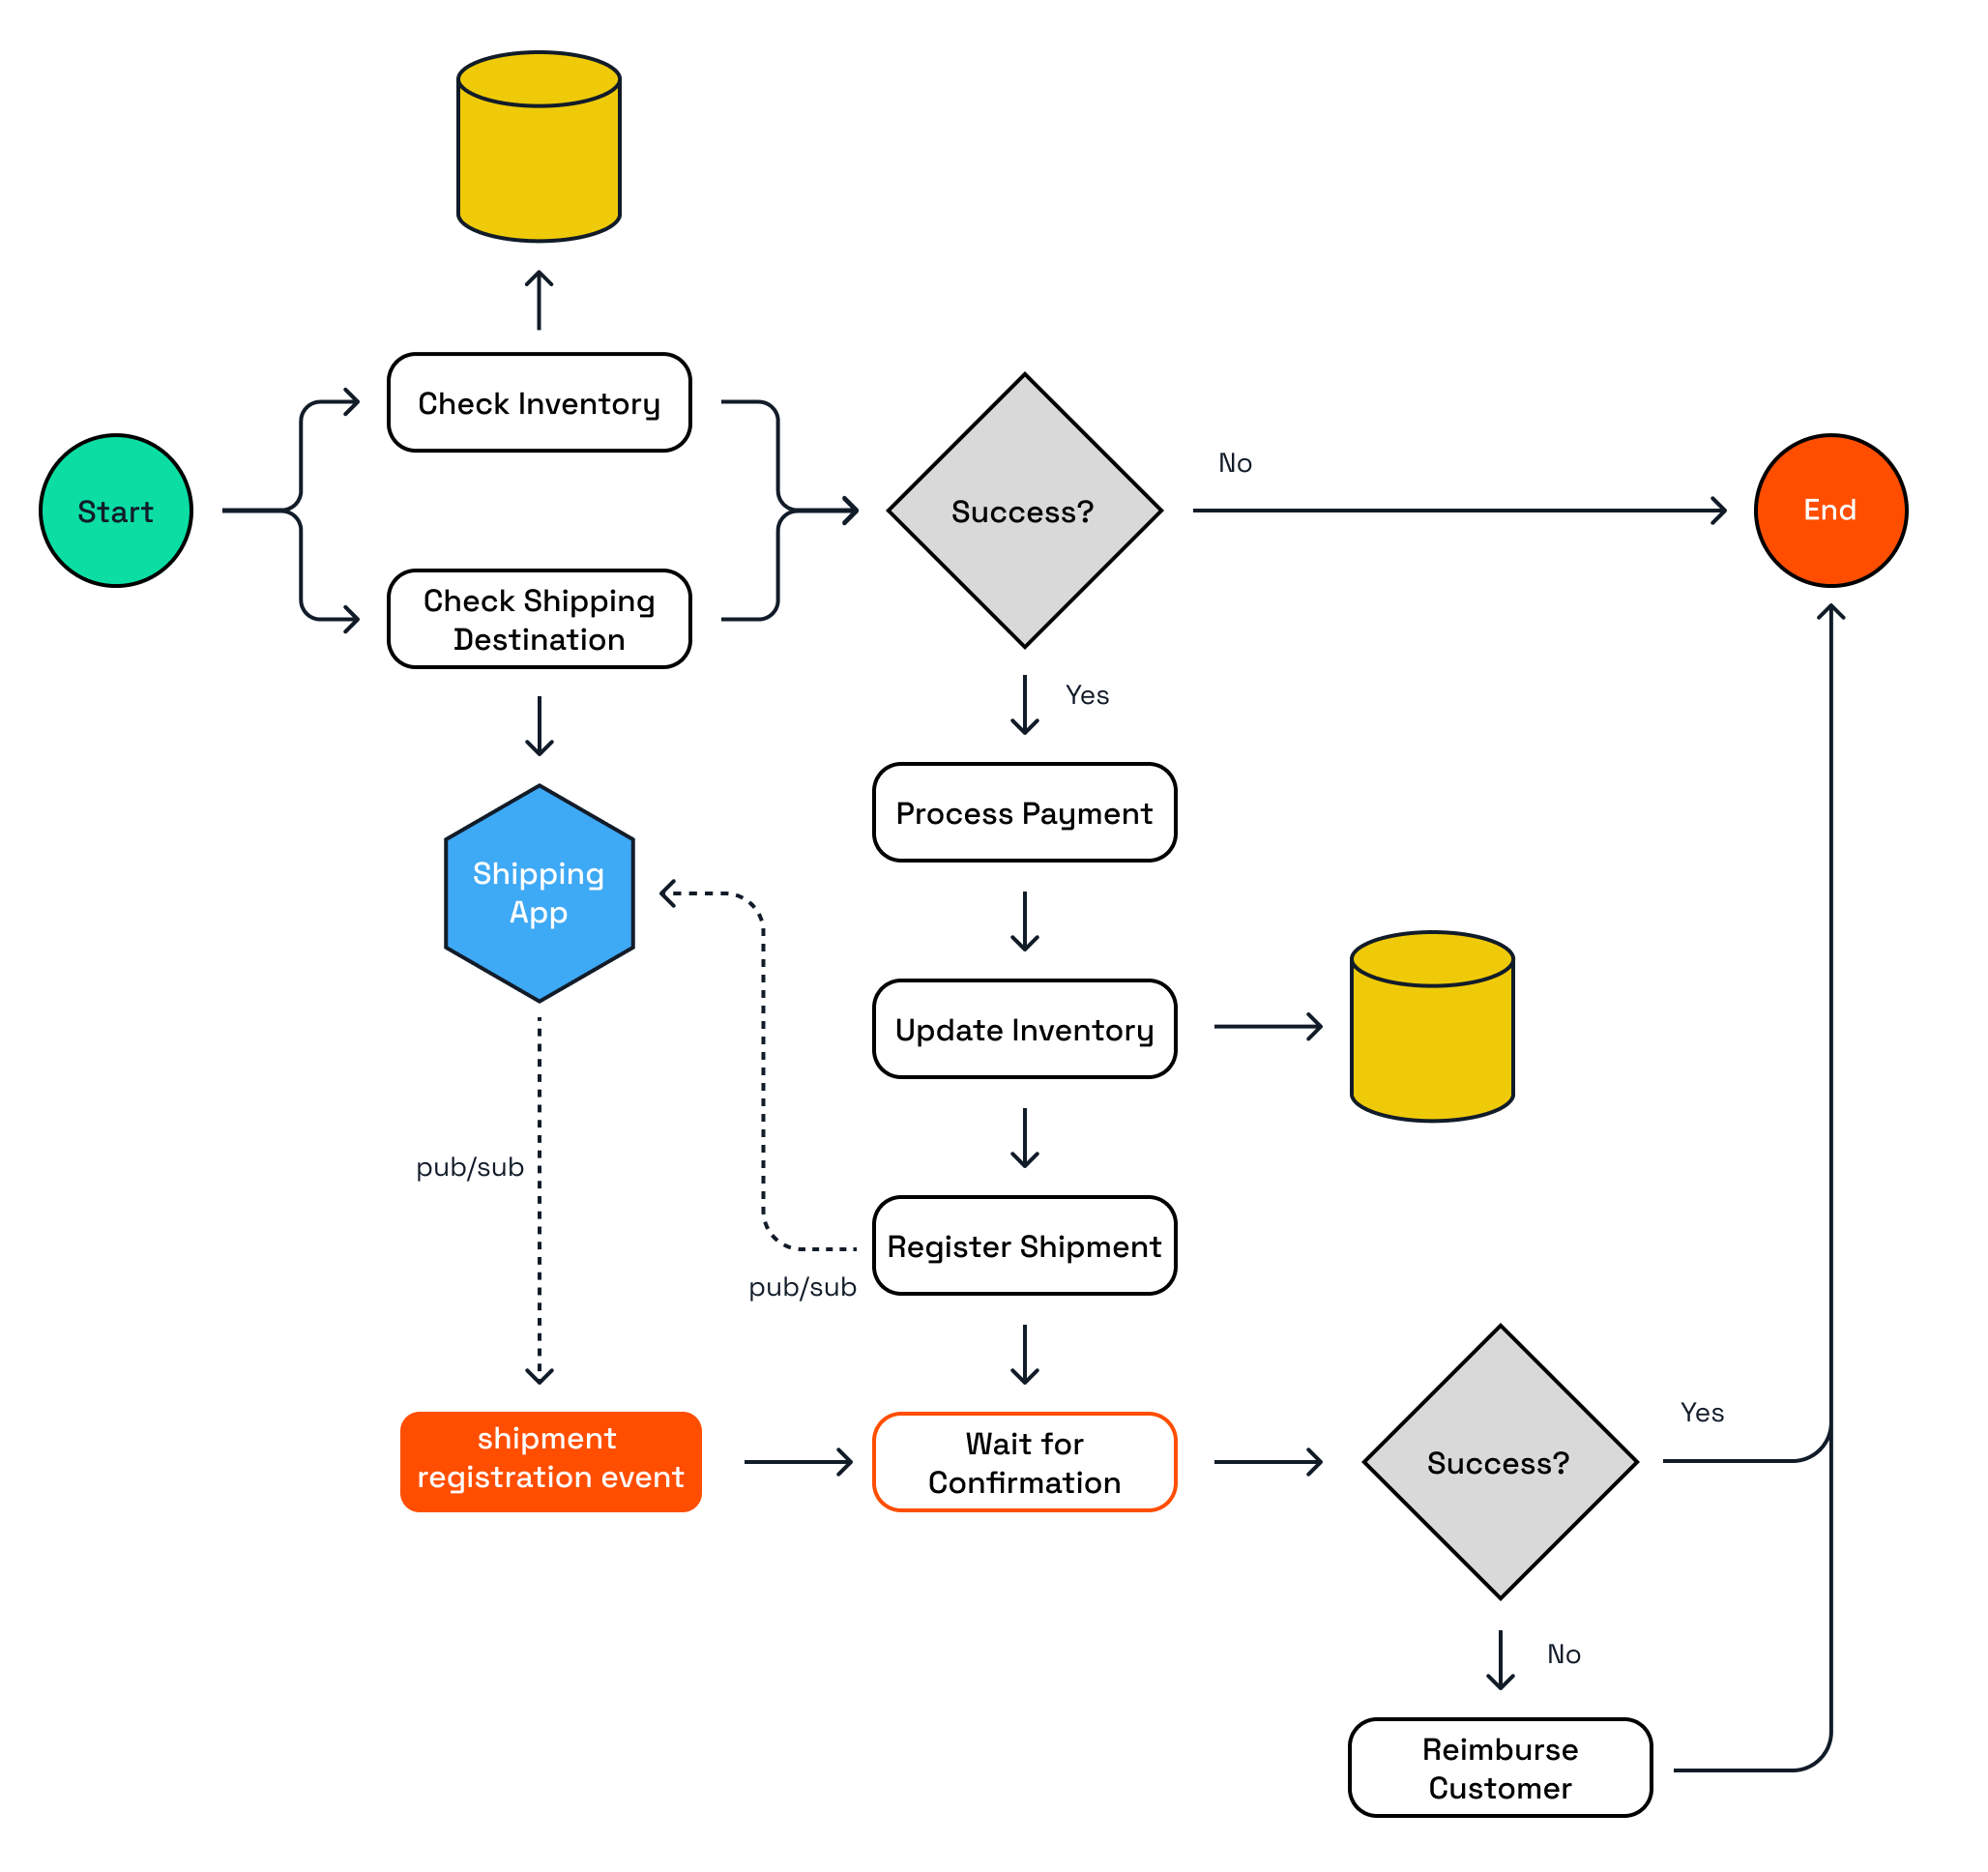 Check Inventory
Start
Success?
No
End
Check Shipping
Destination
Yes
Process Payment
Shipping
App
Update Inventory
pub/sub
Register Shipment
pub/sub
shipment
registration event
Wait for
Confirmation
Success?
Yes
No
Reimburse
Customer